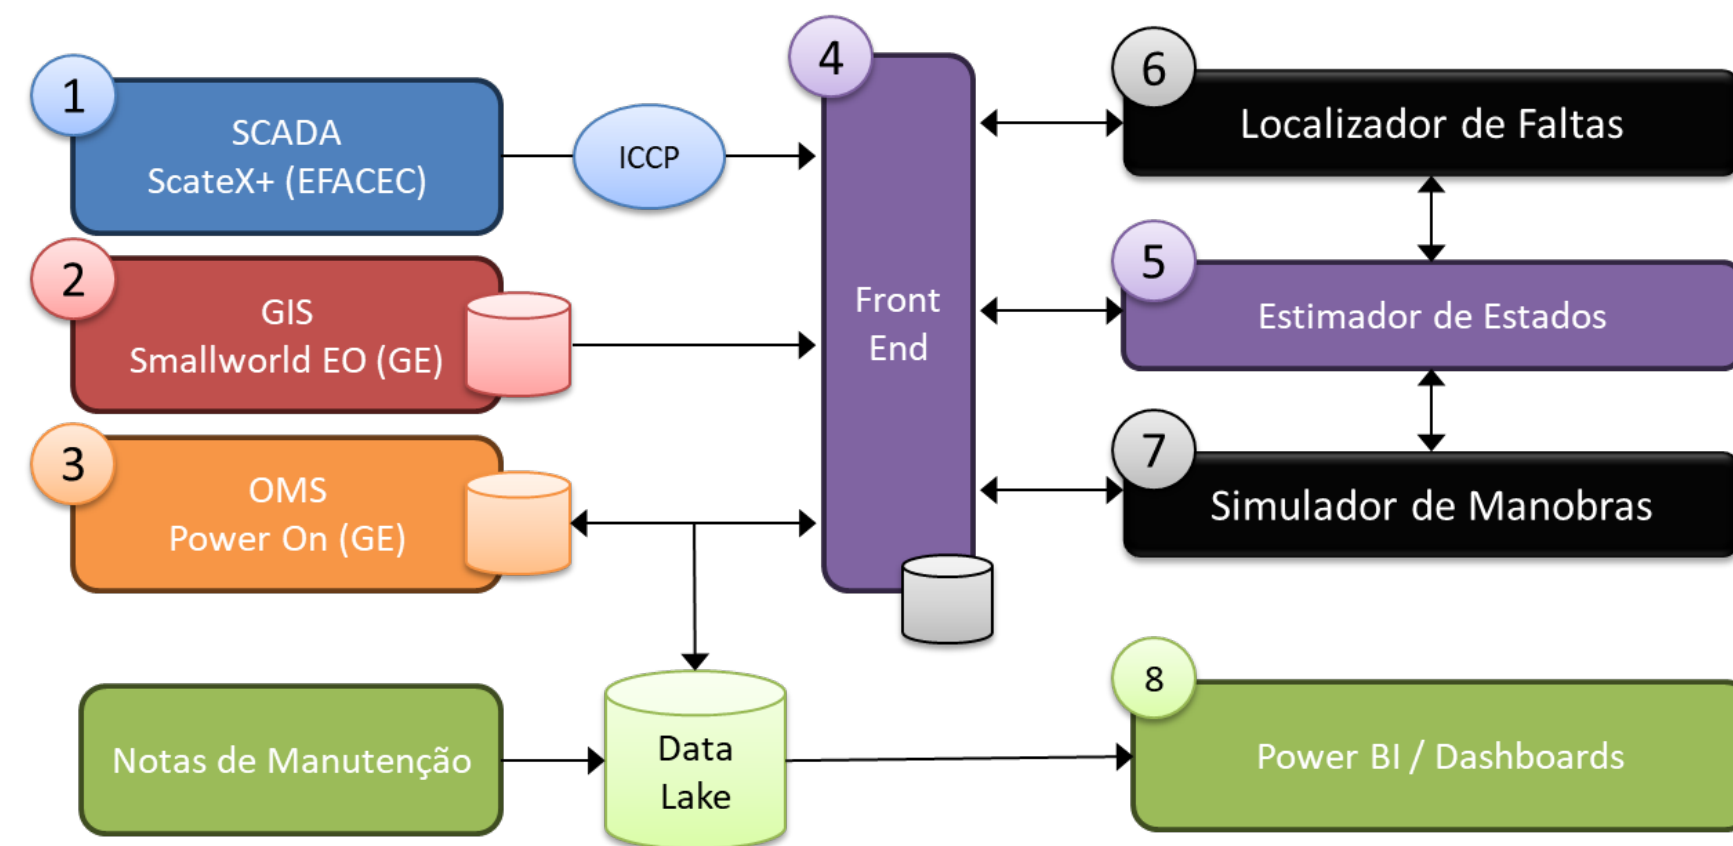 1
SCADA
ScateX+ (EFACEC)
ICCP
2
GIS
Smallworld EO (GE)
3
OMS
Power On (GE)
4
Front
End
6
Localizador de Faltas
5
Estimador de Estados
7
Simulador de Manobras
Notas de Manutenção
Data
Lake
8
Power BI / Dashboards